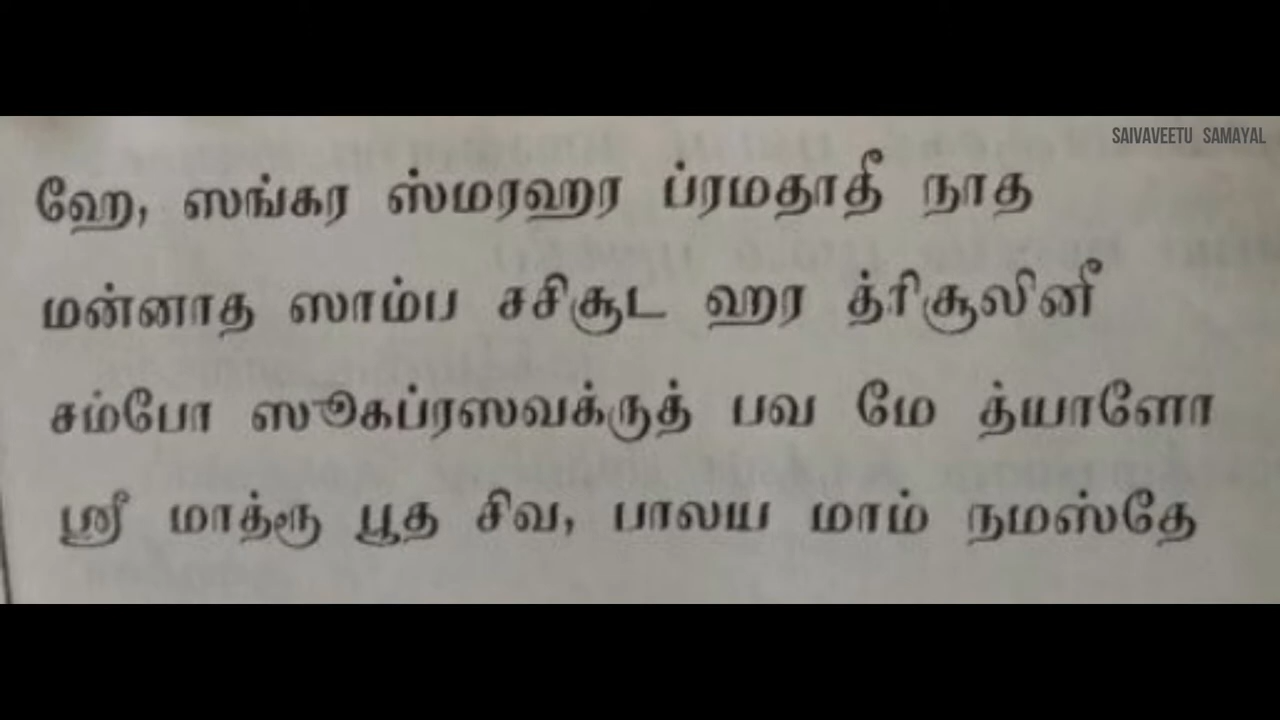 SAIVAVEETU SAMAYAL
ஹே, ஸங்கர ஸ்மரஹர ப்ரமதாதீ நாத
மன்னாத ஸாம்ப சசிசூட ஹர த்ரிசூலினீ
சம்போ ஸூகப்ரஸவக்ருத் பவ மே த்யாளோ
ஸ்ரீ மாத்ரூ பூத சிவ, பாலய மாம் நமஸ்தே